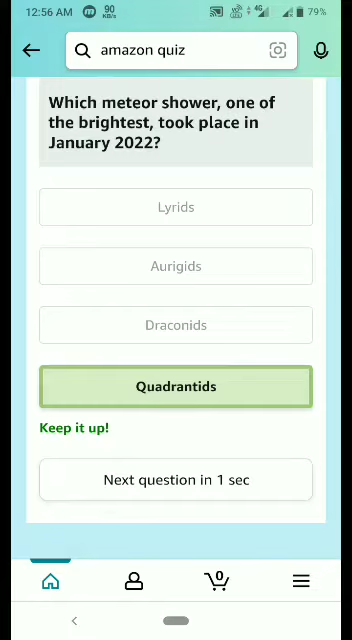 12:56 AM 90 KB/s 4G 79%
amazon quiz
Which meteor shower, one of
the brightest, took place in
January 2022?
Lyrids
Aurigids
Draconids
Quadrantids
Keep it up!
Next question in 1 sec
0